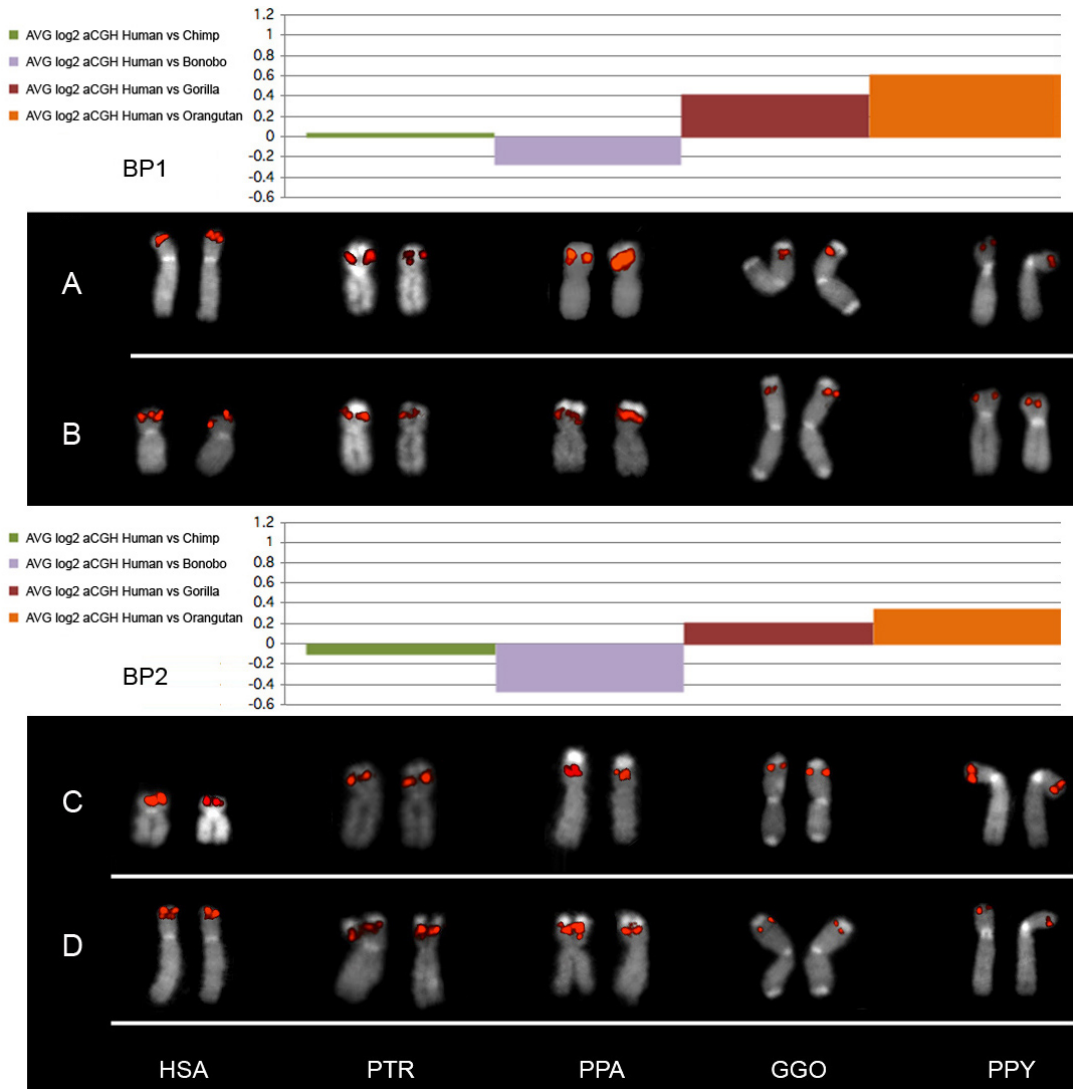 1.2
1
0.8
0.6
0.4
0.2
0
-0.2
-0.4
-0.6
AVG log2 aCGH Human vs Chimp
AVG log2 aCGH Human vs Bonobo
AVG log2 aCGH Human vs Gorilla
AVG log2 aCGH Human vs Orangutan
BP1
A
B
1.2
1
0.8
0.6
0.4
0.2
0
-0.2
-0.4
-0.6
AVG log2 aCGH Human vs Chimp
AVG log2 aCGH Human vs Bonobo
AVG log2 aCGH Human vs Gorilla
AVG log2 aCGH Human vs Orangutan
BP2
C
D
HSA PTR PPA GGO PPY